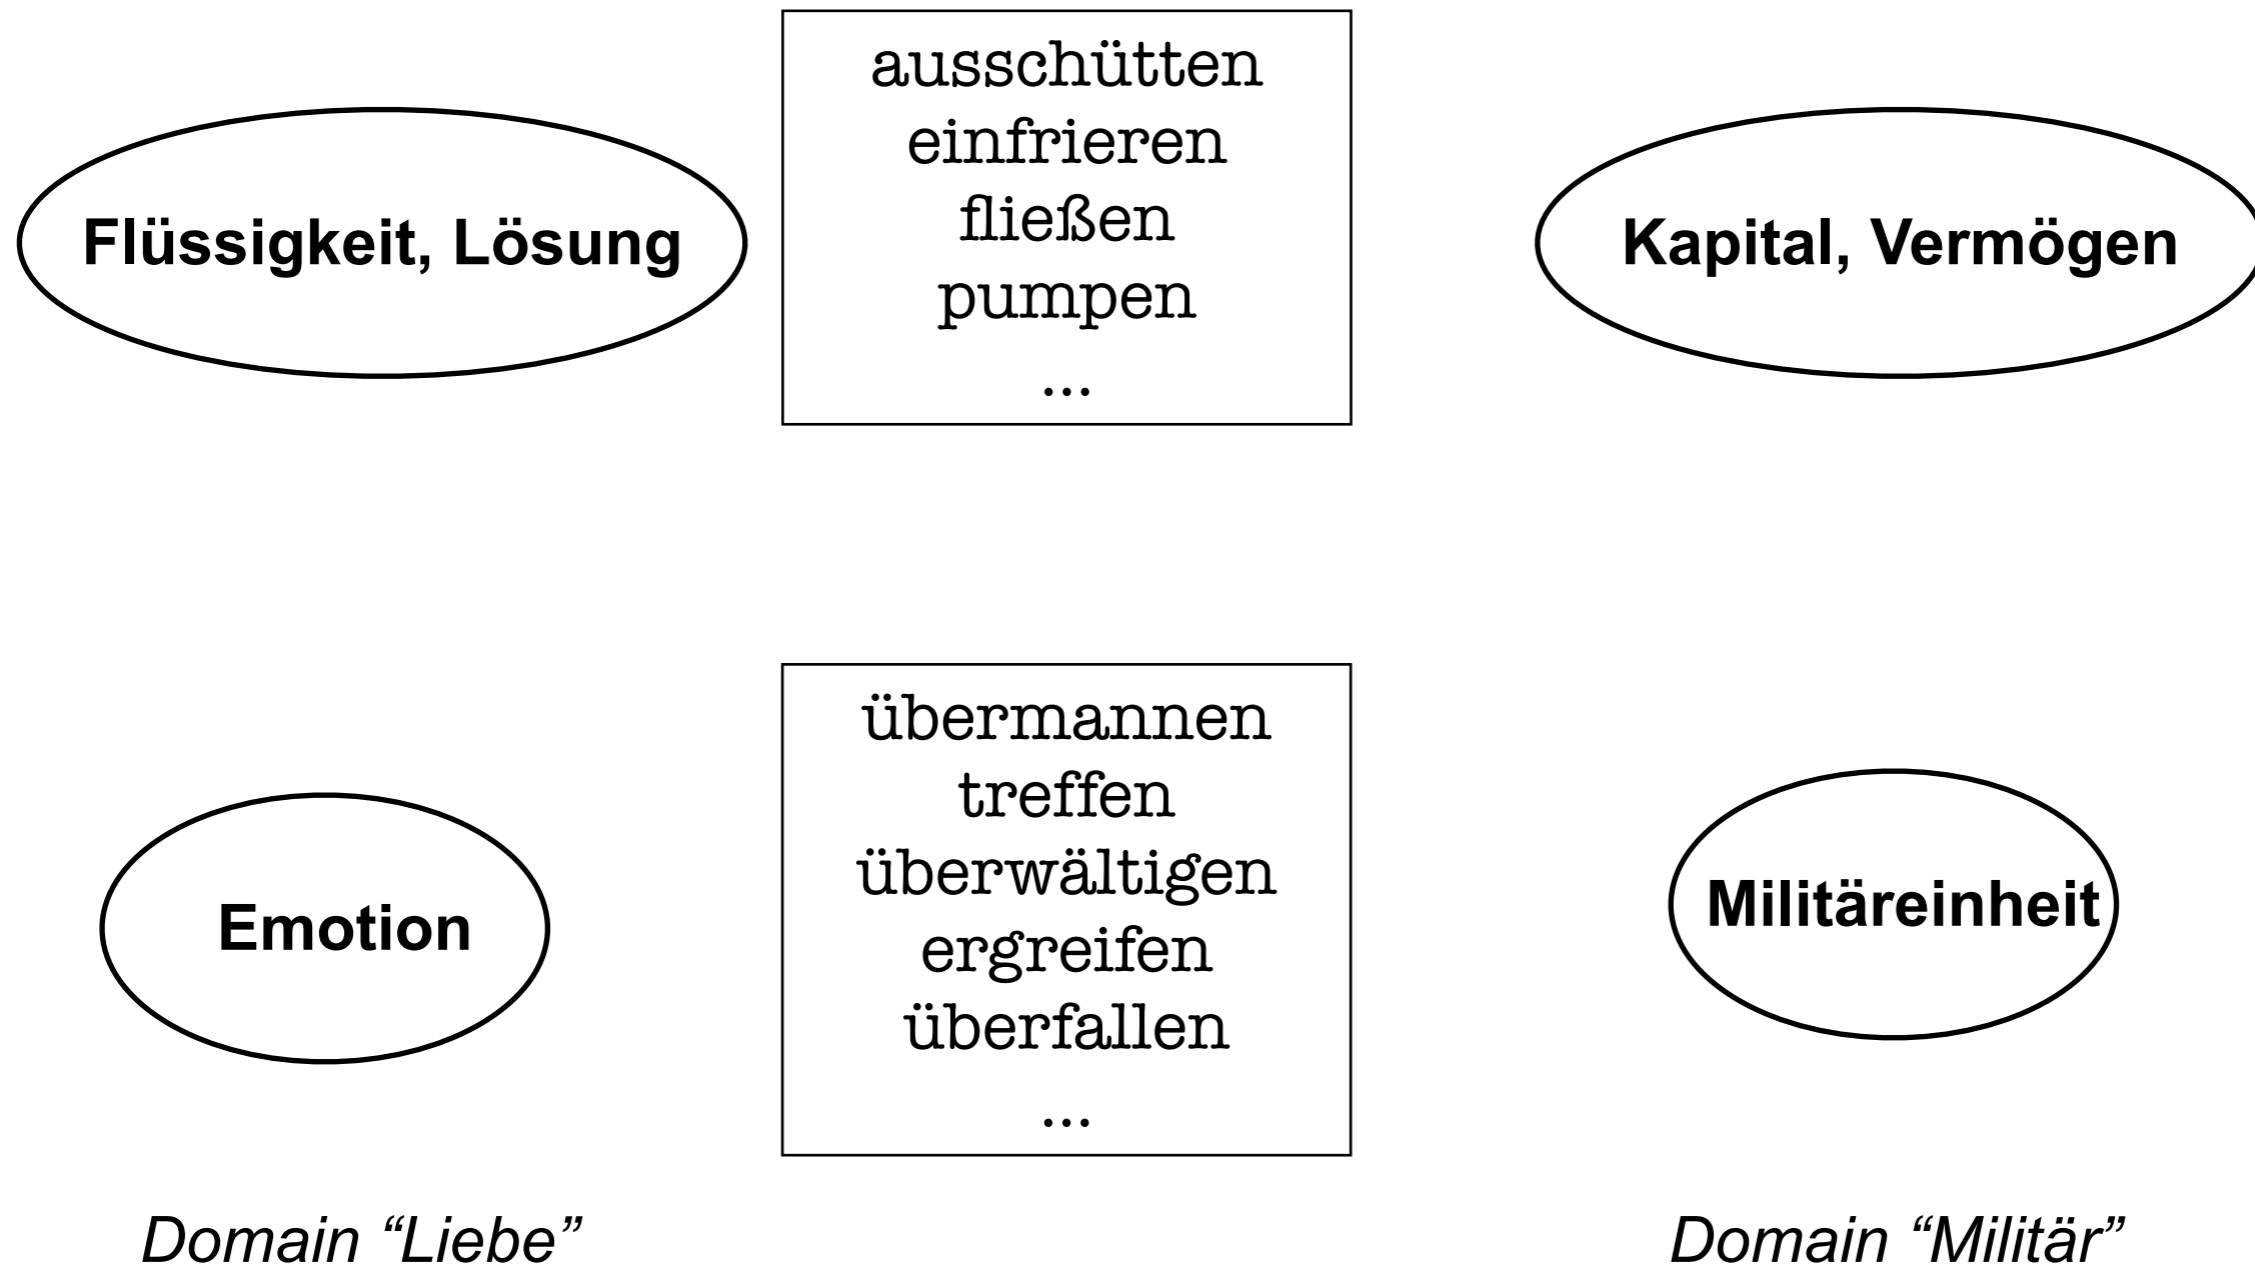 ausschütten
einfrieren
fließen
pumpen
...
Flüssigkeit, Lösung
Kapital, Vermögen
übermannen
treffen
überwältigen
ergreifen
überfallen
...
Emotion
Militäreinheit
Domain “Liebe”
Domain “Militär”